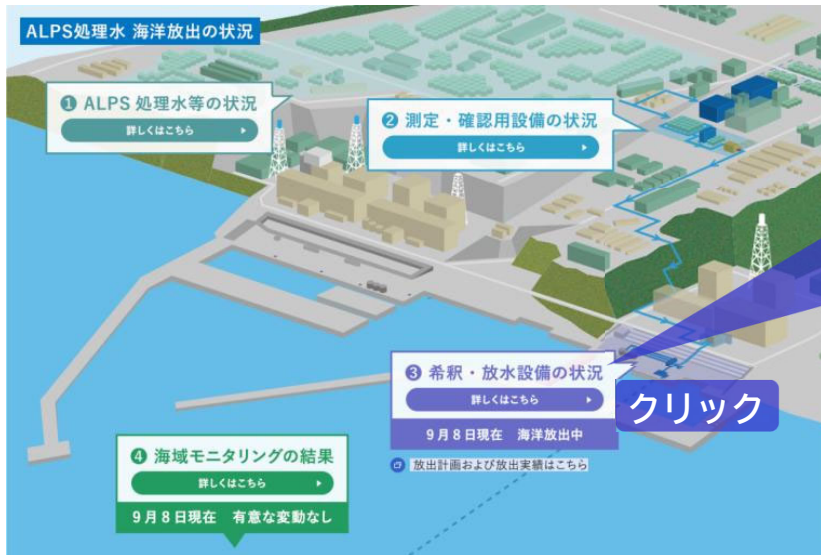 ALPS処理水 海洋放出の状況
❶ ALPS 処理水等の状況
詳しくはこちら
❷ 測定・確認用設備の状況
詳しくはこちら
❸ 希釈・放水設備の状況
詳しくはこちら
クリック
9月8日現在 海洋放出中
放出計画および放出実績はこちら
❹ 海域モニタリングの結果
詳しくはこちら
9月8日現在 有意な変動なし